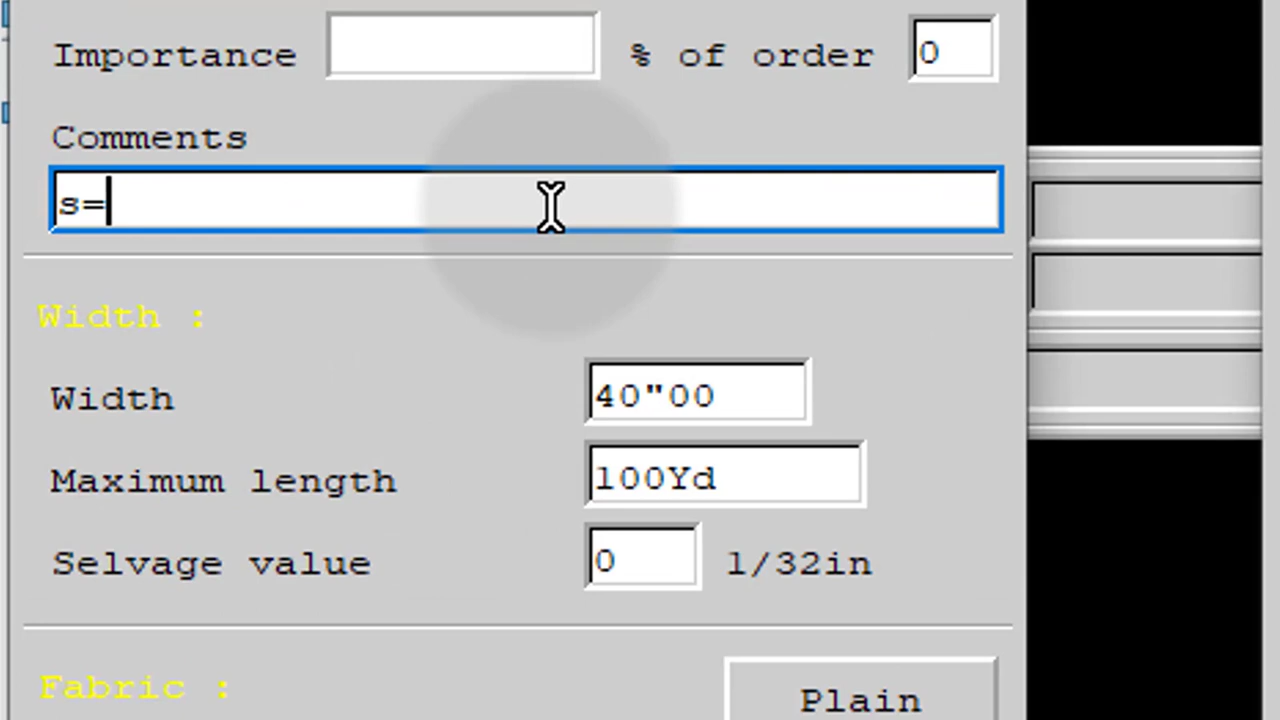 Importance % of order 0
Comments
s=
Width :
Width 40"00
Maximum length 100Yd
Selvage value 0 1/32in
Fabric : Plain